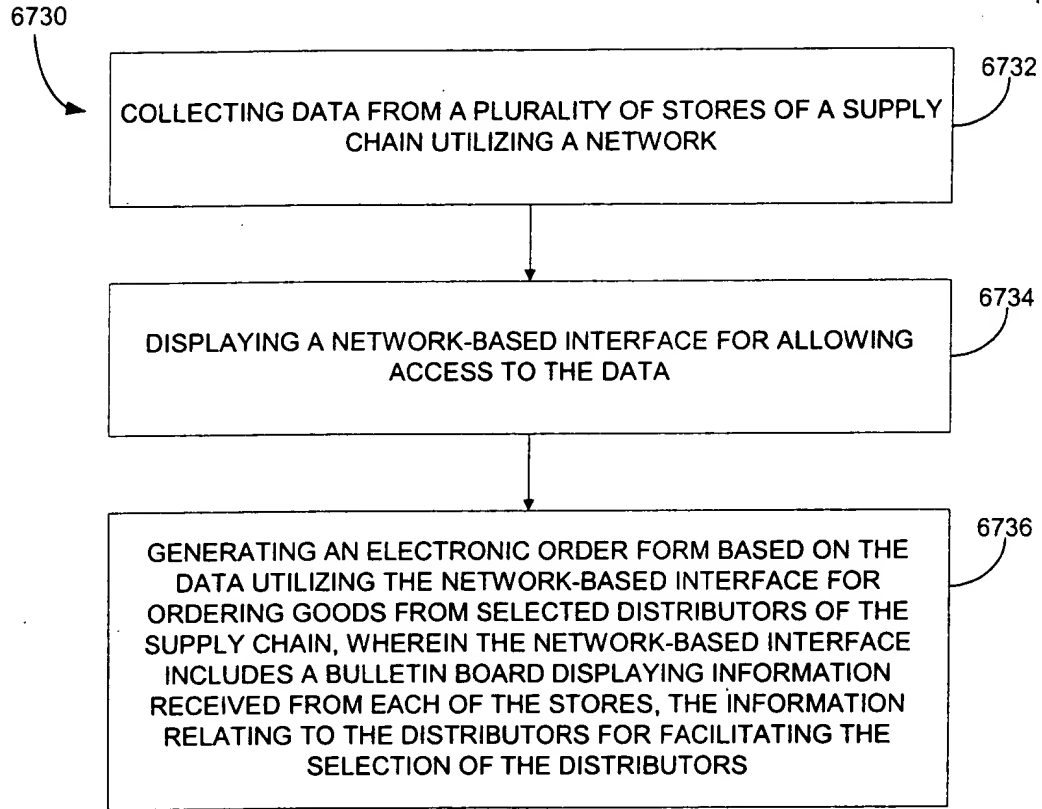 6730
6732
COLLECTING DATA FROM A PLURALITY OF STORES OF A SUPPLY
CHAIN UTILIZING A NETWORK
6734
DISPLAYING A NETWORK-BASED INTERFACE FOR ALLOWING
ACCESS TO THE DATA
6736
GENERATING AN ELECTRONIC ORDER FORM BASED ON THE
DATA UTILIZING THE NETWORK-BASED INTERFACE FOR
ORDERING GOODS FROM SELECTED DISTRIBUTORS OF THE
SUPPLY CHAIN, WHEREIN THE NETWORK-BASED INTERFACE
INCLUDES A BULLETIN BOARD DISPLAYING INFORMATION
RECEIVED FROM EACH OF THE STORES, THE INFORMATION
RELATING TO THE DISTRIBUTORS FOR FACILITATING THE
SELECTION OF THE DISTRIBUTORS